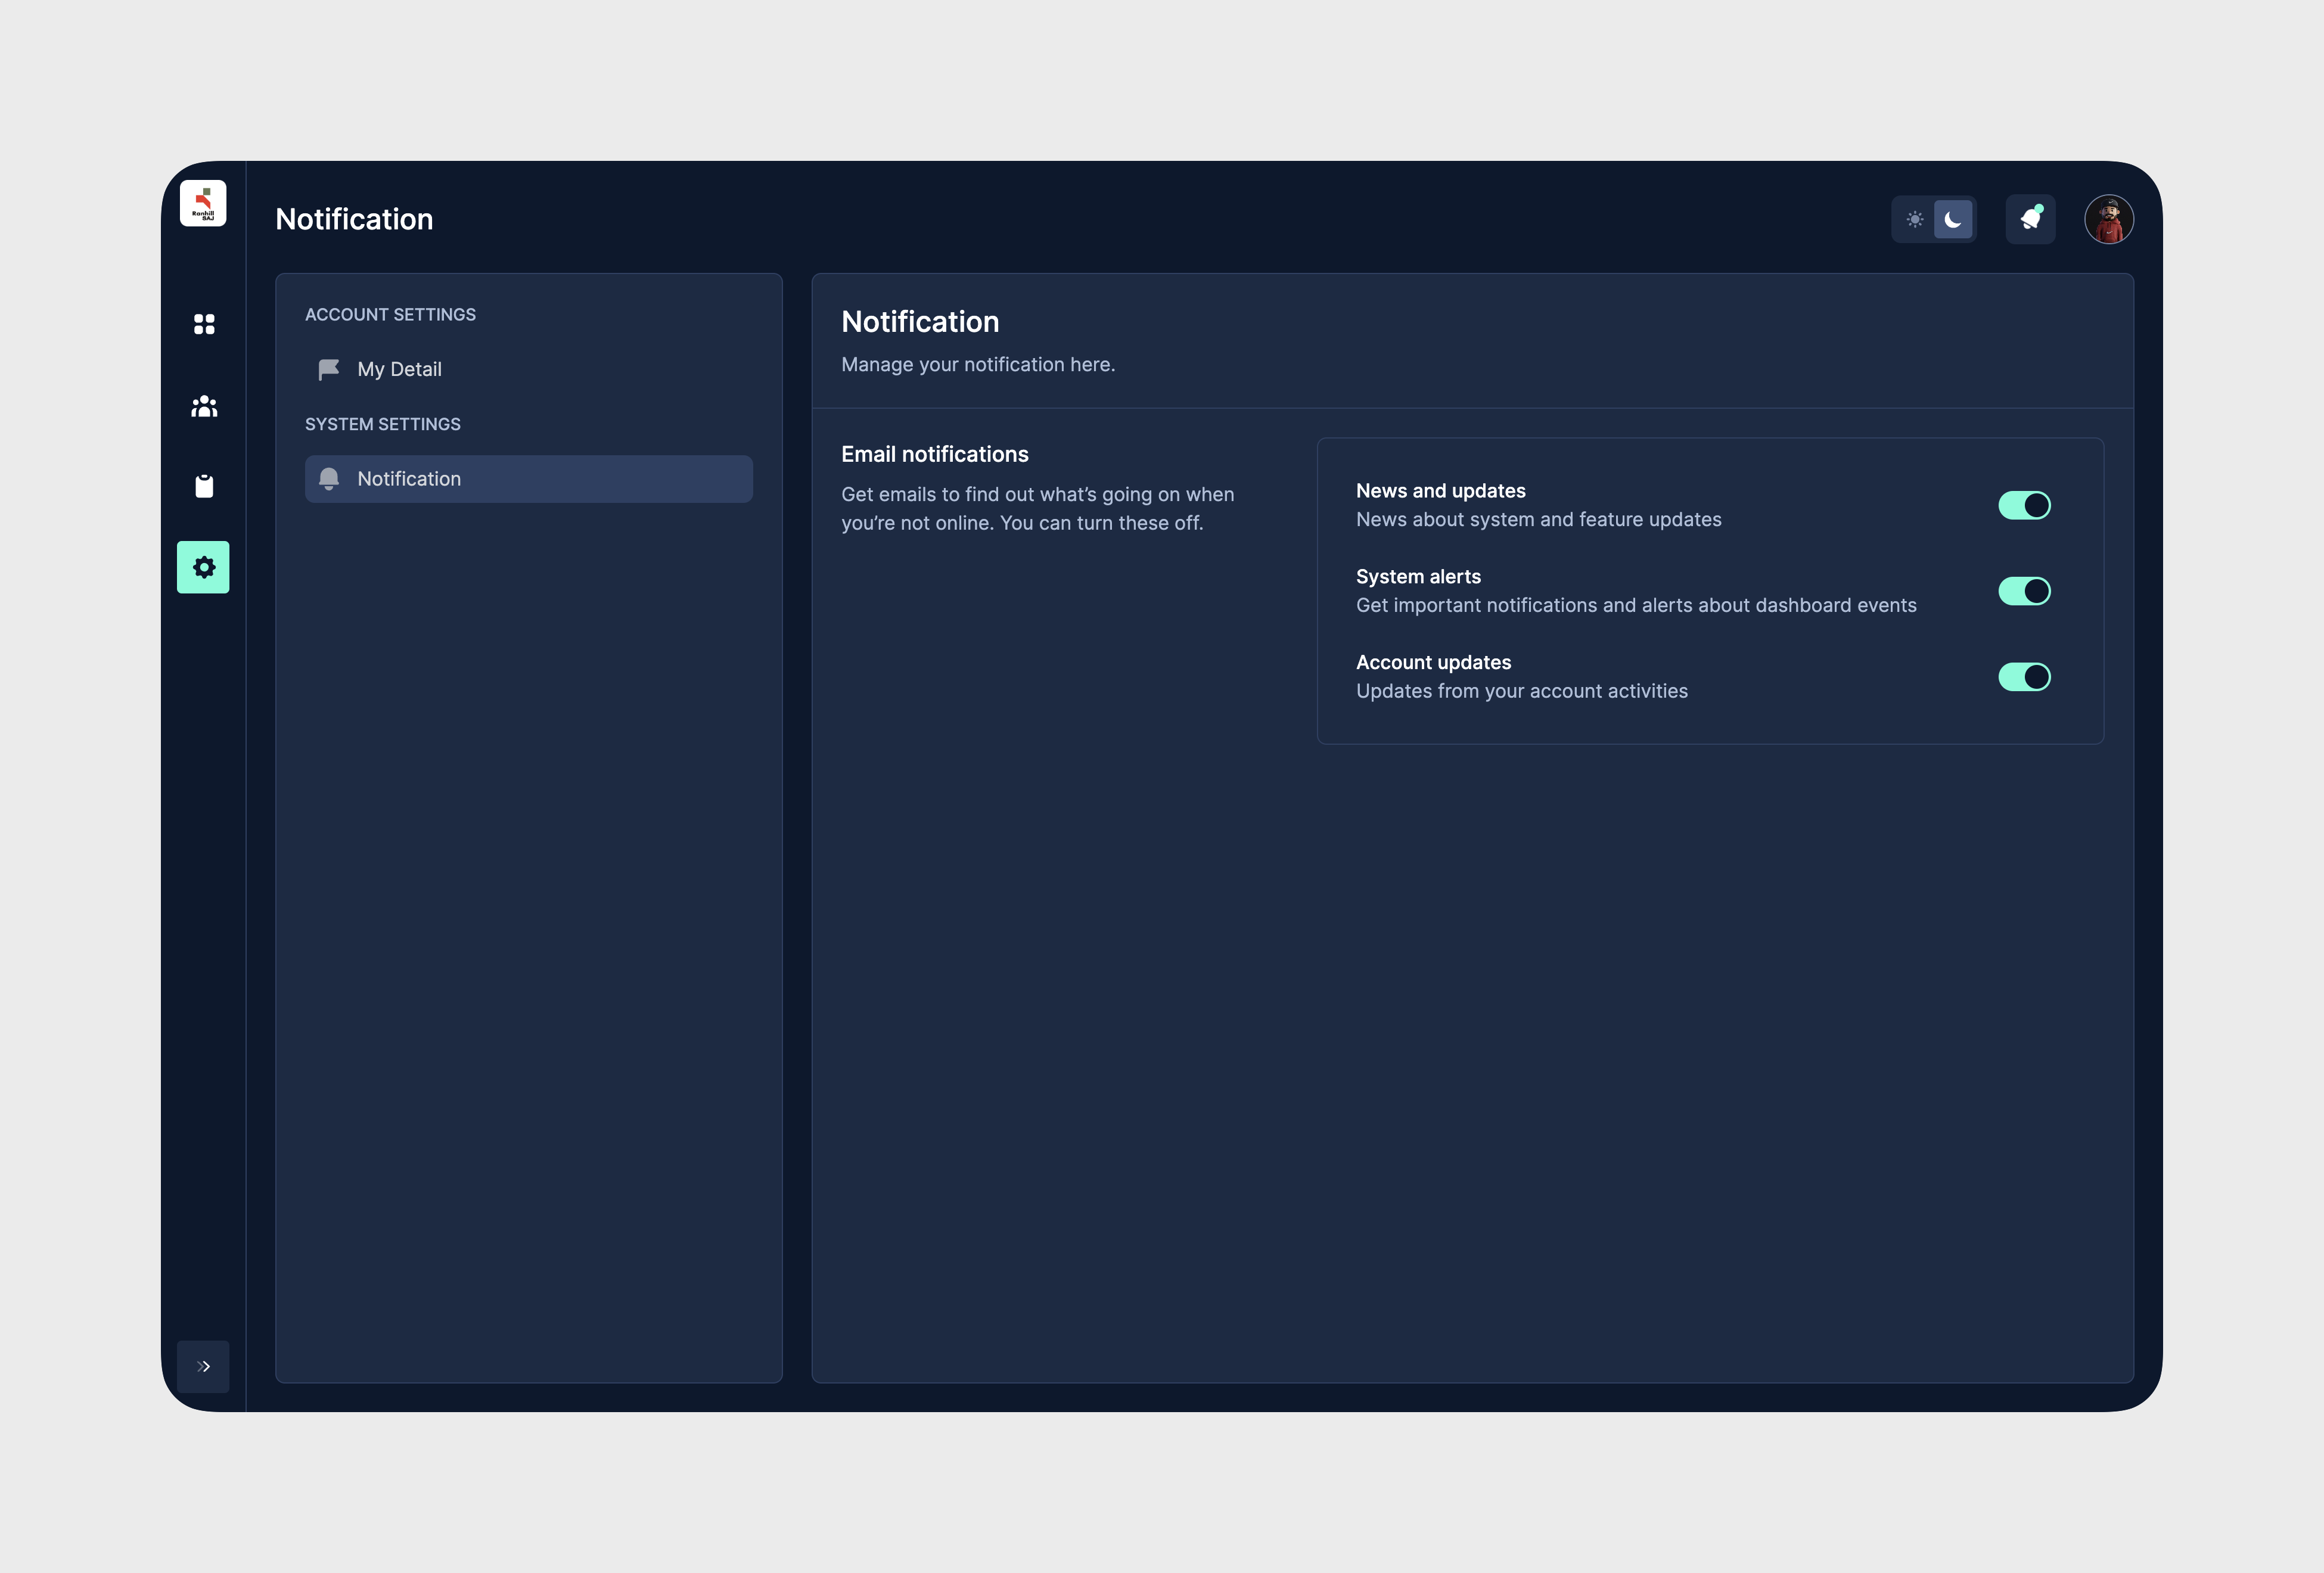 Ranhill
SAJ
Notification
ACCOUNT SETTINGS
My Detail
SYSTEM SETTINGS
Notification
Notification
Manage your notification here.
Email notifications
Get emails to find out what’s going on when
you’re not online. You can turn these off.
News and updates
News about system and feature updates
System alerts
Get important notifications and alerts about dashboard events
Account updates
Updates from your account activities